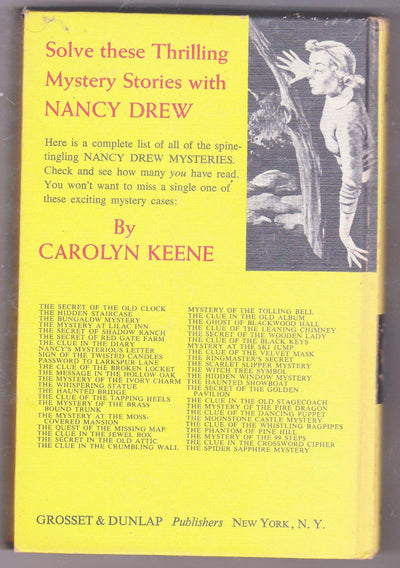 Solve these Thrilling
Mystery Stories with
NANCY DREW
Here is a complete list of all of the spine-
tingling NANCY DREW MYSTERIES.
Check and see how many you have read.
You won't want to miss a single one of
these exciting mystery cases:
By
CAROLYN KEENE
THE SECRET OF THE OLD CLOCK
THE HIDDEN STAIRCASE
THE BUNGALOW MYSTERY
THE MYSTERY AT LILAC INN
THE SECRET OF SHADOW RANCH
THE SECRET OF RED GATE FARM
THE CLUE IN THE DIARY
NANCY'S MYSTERIOUS LETTER
SIGN OF THE TWISTED CANDLES
PASSWORD TO LARKSPUR LANE
THE CLUE OF THE BROKEN LOCKET
THE MESSAGE IN THE HOLLOW OAK
THE MYSTERY OF THE IVORY CHARM
THE WHISPERING STATUE
THE HAUNTED BRIDGE
THE CLUE OF THE TAPPING HEELS
THE MYSTERY OF THE BRASS
BOUND TRUNK
THE MYSTERY AT THE MOSS-
COVERED MANSION
THE QUEST OF THE MISSING MAP
THE CLUE IN THE JEWEL BOX
THE SECRET IN THE OLD ATTIC
THE CLUE IN THE CRUMBLING WALL
MYSTERY OF THE TOLLING BELL
THE CLUE IN THE OLD ALBUM
THE GHOST OF BLACKWOOD HALL
THE CLUE OF THE LEANING CHIMNEY
THE SECRET OF THE WOODEN LADY
THE CLUE OF THE BLACK KEYS
MYSTERY AT THE SKI JUMP
THE CLUE OF THE VELVET MASK
THE RINGMASTER'S SECRET
THE SCARLET SLIPPER MYSTERY
THE WITCH TREE SYMBOL
THE HIDDEN WINDOW MYSTERY
THE HAUNTED SHOWBOAT
THE SECRET OF THE GOLDEN
PAVILION
THE CLUE IN THE OLD STAGECOACH
THE MYSTERY OF THE FIRE DRAGON
THE CLUE OF THE DANCING PUPPET
THE MOONSTONE CASTLE MYSTERY
THE CLUE OF THE WHISTLING BAGPIPES
THE PHANTOM OF PINE HILL
THE MYSTERY OF THE 99 STEPS
THE CLUE IN THE CROSSWORD CIPHER
THE SPIDER SAPPHIRE MYSTERY
GROSSET & DUNLAP Publishers NEW YORK, N. Y.